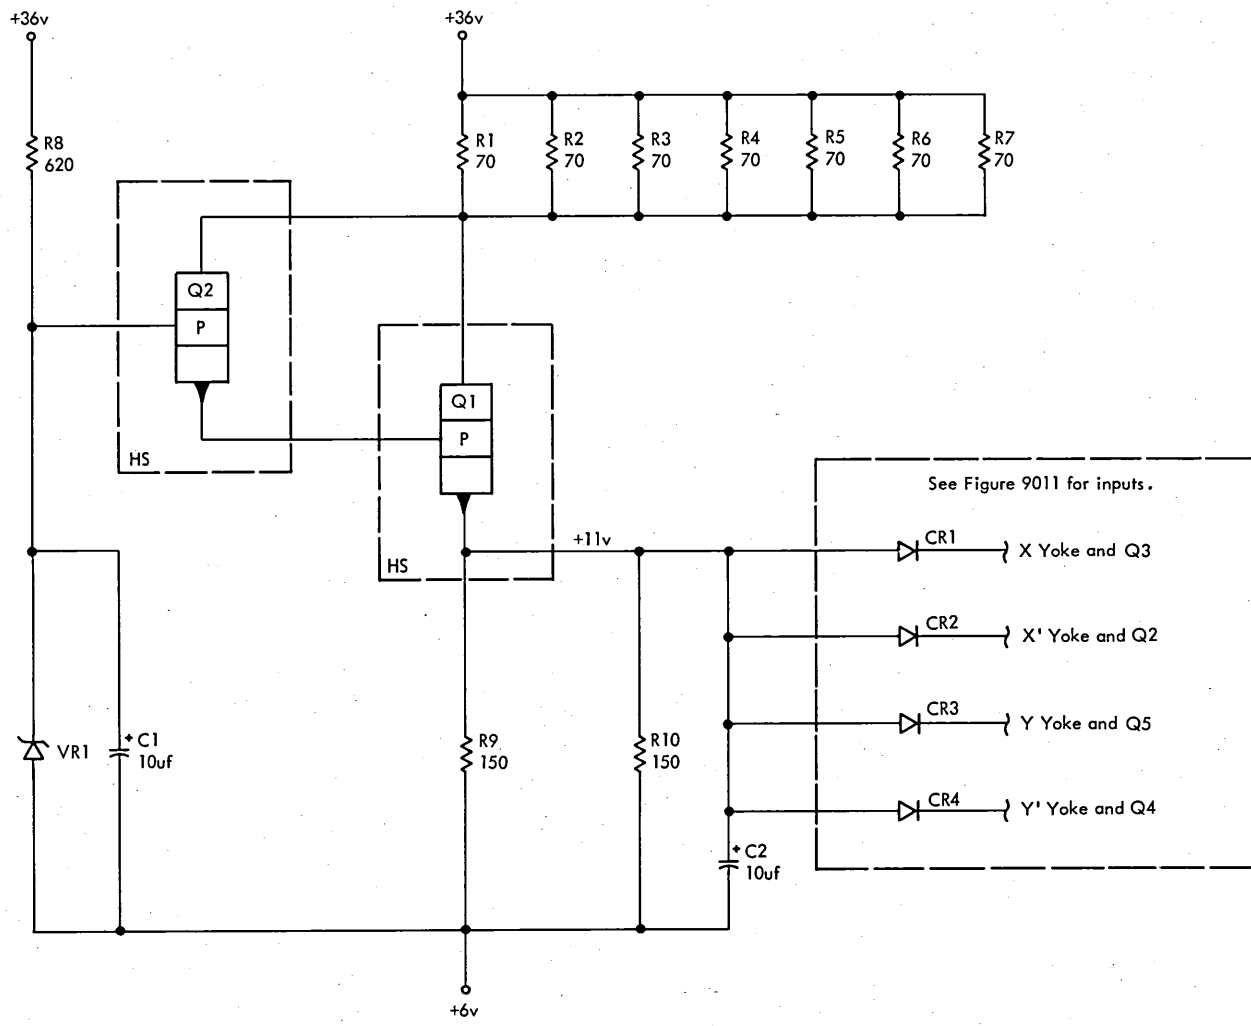 +36v
+36v
R8
620
R1
70
R2
70
R3
70
R4
70
R5
70
R6
70
R7
70
Q2
P
HS
Q1
P
HS
+11v
See Figure 9011 for inputs.
CR1
X Yoke and Q3
CR2
X' Yoke and Q2
CR3
Y Yoke and Q5
CR4
Y' Yoke and Q4
VR1
+ C1
10uf
R9
150
R10
150
+ C2
10uf
+6v